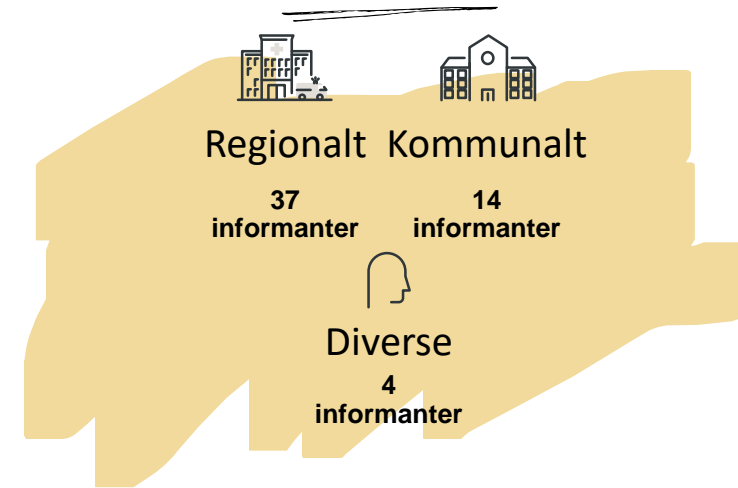 Regionalt Kommunalt
37 14
informanter informanter
Diverse
4
informanter